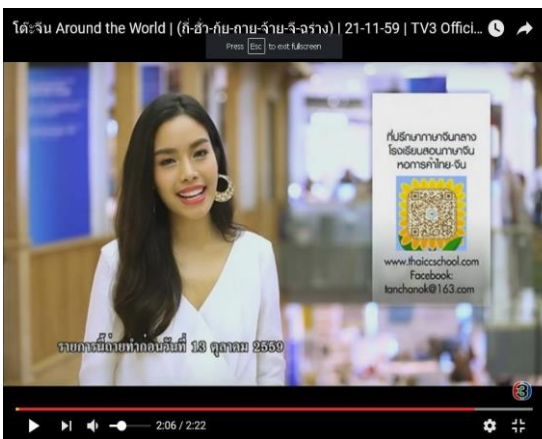 โต๊ะจีน Around the World | (ถี-ฮั่ว-กุ้ย-ถาย-จ้าย-จี-ฉร่าง) | 21-11-59 | TV3 Offici...
Press Esc to exit fullscreen
ที่ปรึกษาภาษาจีนกลาง
โรงเรียนสอนภาษาจีน
หอการค้าไทย-จีน
www.thaiccschool.com
Facebook:
tanchanok@163.com
รายการนี้ถ่ายทำก่อนวันที่ 13 ตุลาคม 2559
3
2:06 / 2:22